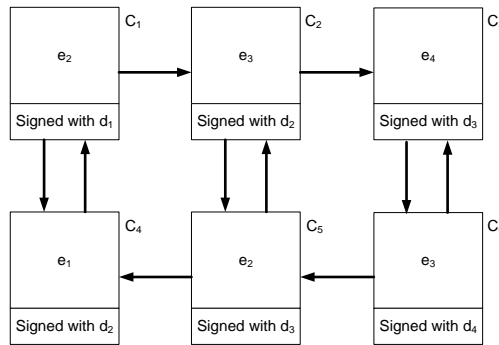 C₁ C₂ C
e₂ e₃ e₄
Signed with d₁ Signed with d₂ Signed with d₃
C₄ C₅ C
e₁ e₂ e₃
Signed with d₂ Signed with d₃ Signed with d₄